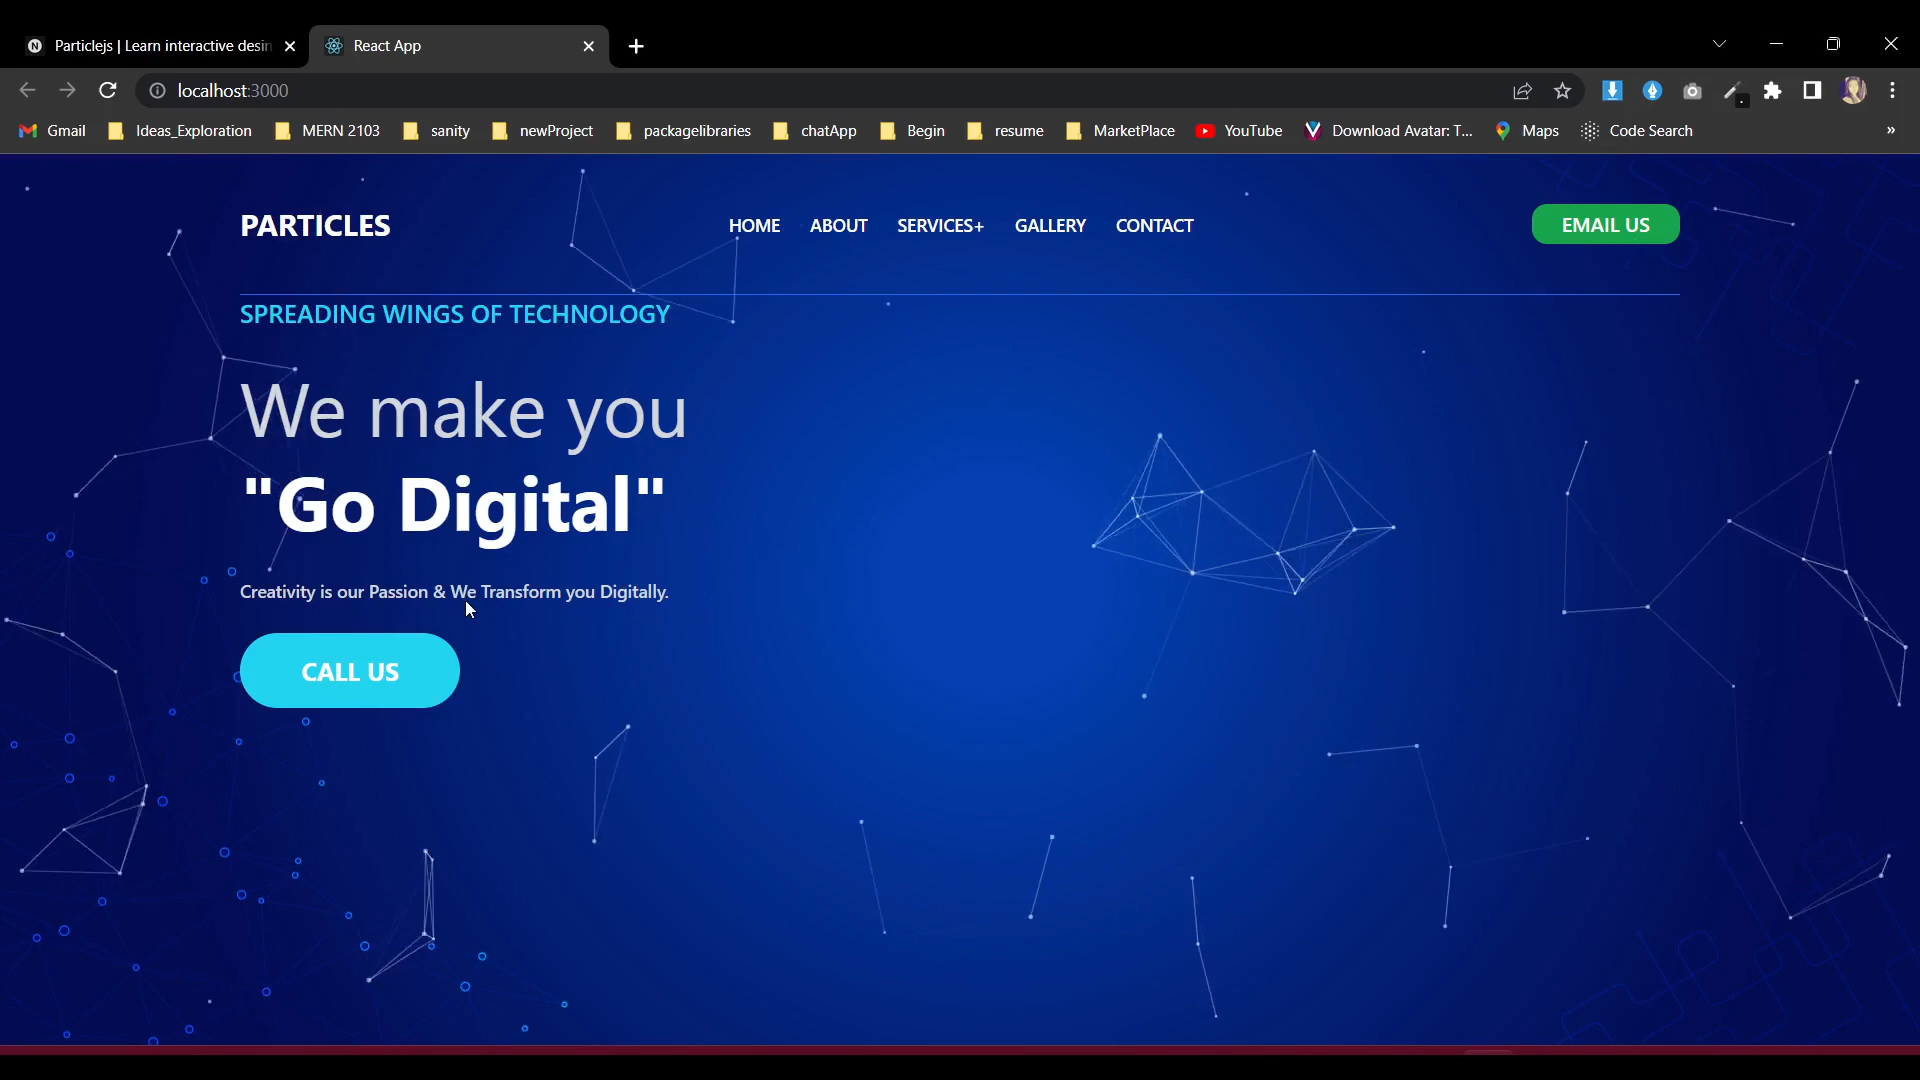 Particlejs | Learn interactive desin
React App
localhost:3000
Gmail
Ideas_Exploration
MERN 2103
sanity
newProject
packagelibraries
chatApp
Begin
resume
MarketPlace
YouTube
Download Avatar: T...
Maps
Code Search
»
PARTICLES
HOME
ABOUT
SERVICES+
GALLERY
CONTACT
EMAIL US
SPREADING WINGS OF TECHNOLOGY
We make you
"Go Digital"
Creativity is our Passion & We Transform you Digitally.
CALL US